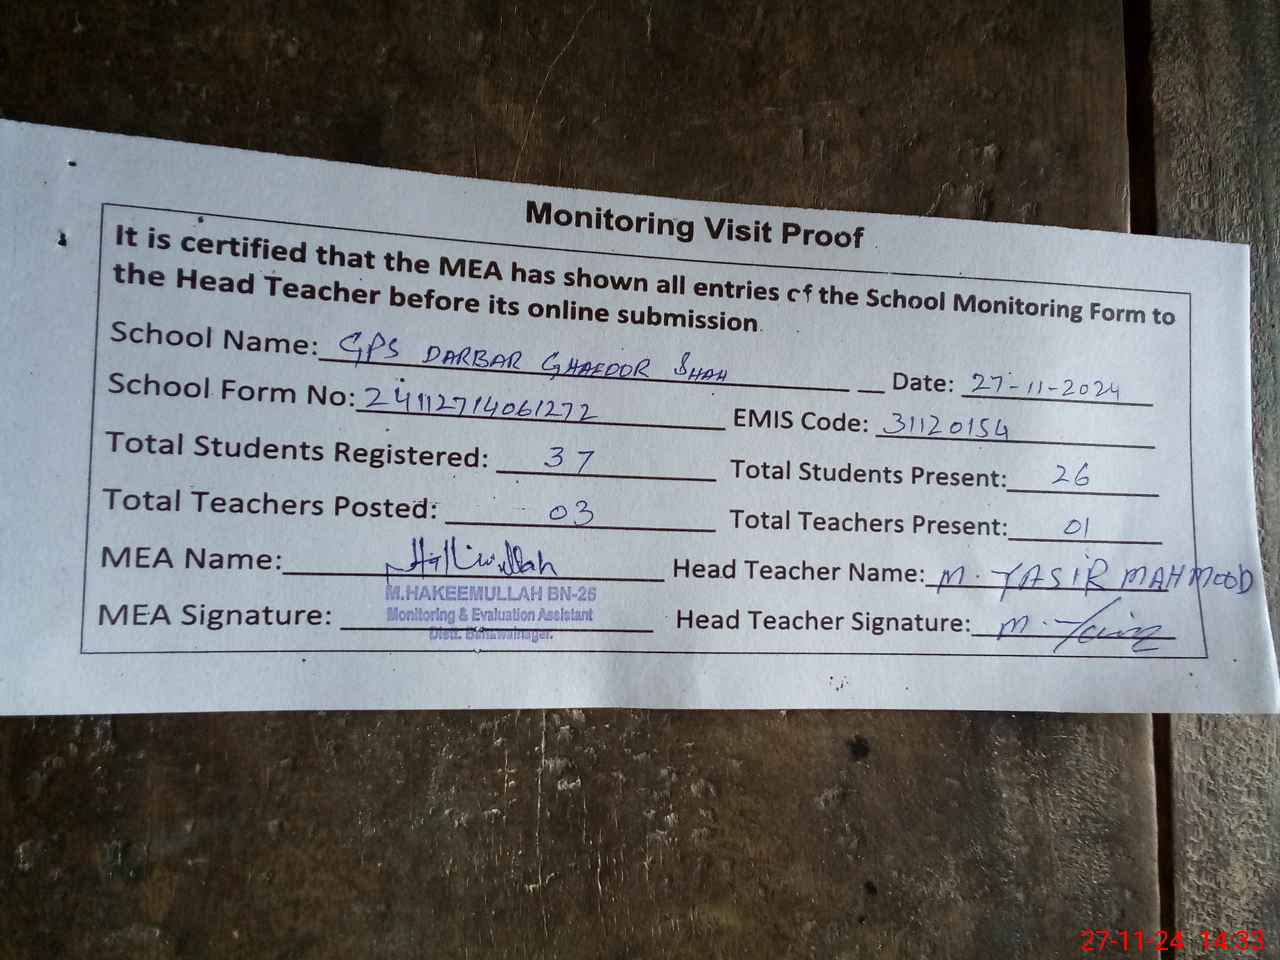 Monitoring Visit Proof
It is certified that the MEA has shown all entries of the School Monitoring Form to
the Head Teacher before its online submission.
School Name: GPS DARBAR GHAFOOR SHAH Date: 27-11-2024
School Form No: 24112714061272 EMIS Code: 31120154
Total Students Registered: 37 Total Students Present: 26
Total Teachers Posted: 03 Total Teachers Present: 01
MEA Name: Head Teacher Name: M. YASIR MAHMOOD
M.HAKEEMULLAH BN-26
Monitoring & Evaluation Assistant
Distt. Bahawalnagar.
MEA Signature: Head Teacher Signature: M. Yasir
27-11-24 14:33